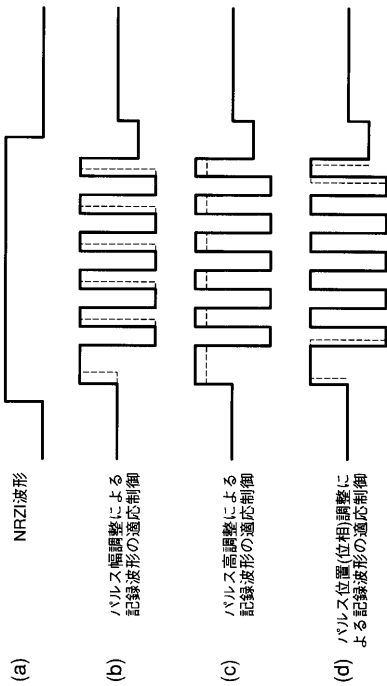 (a)
NRZI波形
(b)
パルス幅調整による
記録波形の適応制御
(c)
パルス高調整による
記録波形の適応制御
(d)
パルス位置(位相)調整に
よる記録波形の適応制御